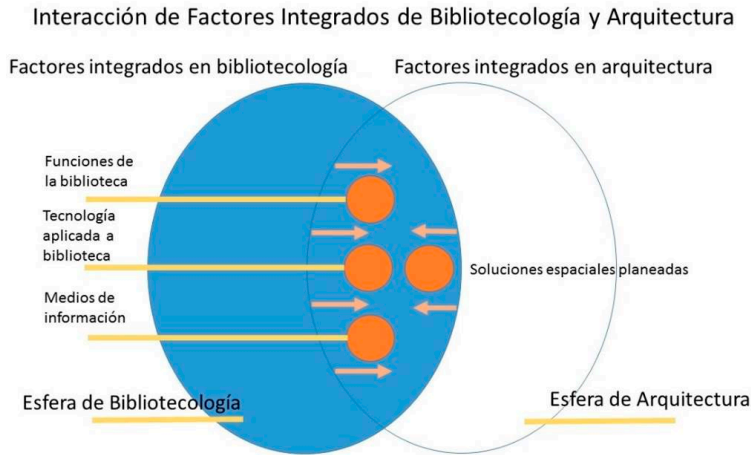 Interacción de Factores Integrados de Bibliotecología y Arquitectura
Factores integrados en bibliotecología
Factores integrados en arquitectura
Funciones de
la biblioteca
Tecnología
aplicada a
biblioteca
Soluciones espaciales planeadas
Medios de
información
Esfera de Bibliotecología
Esfera de Arquitectura